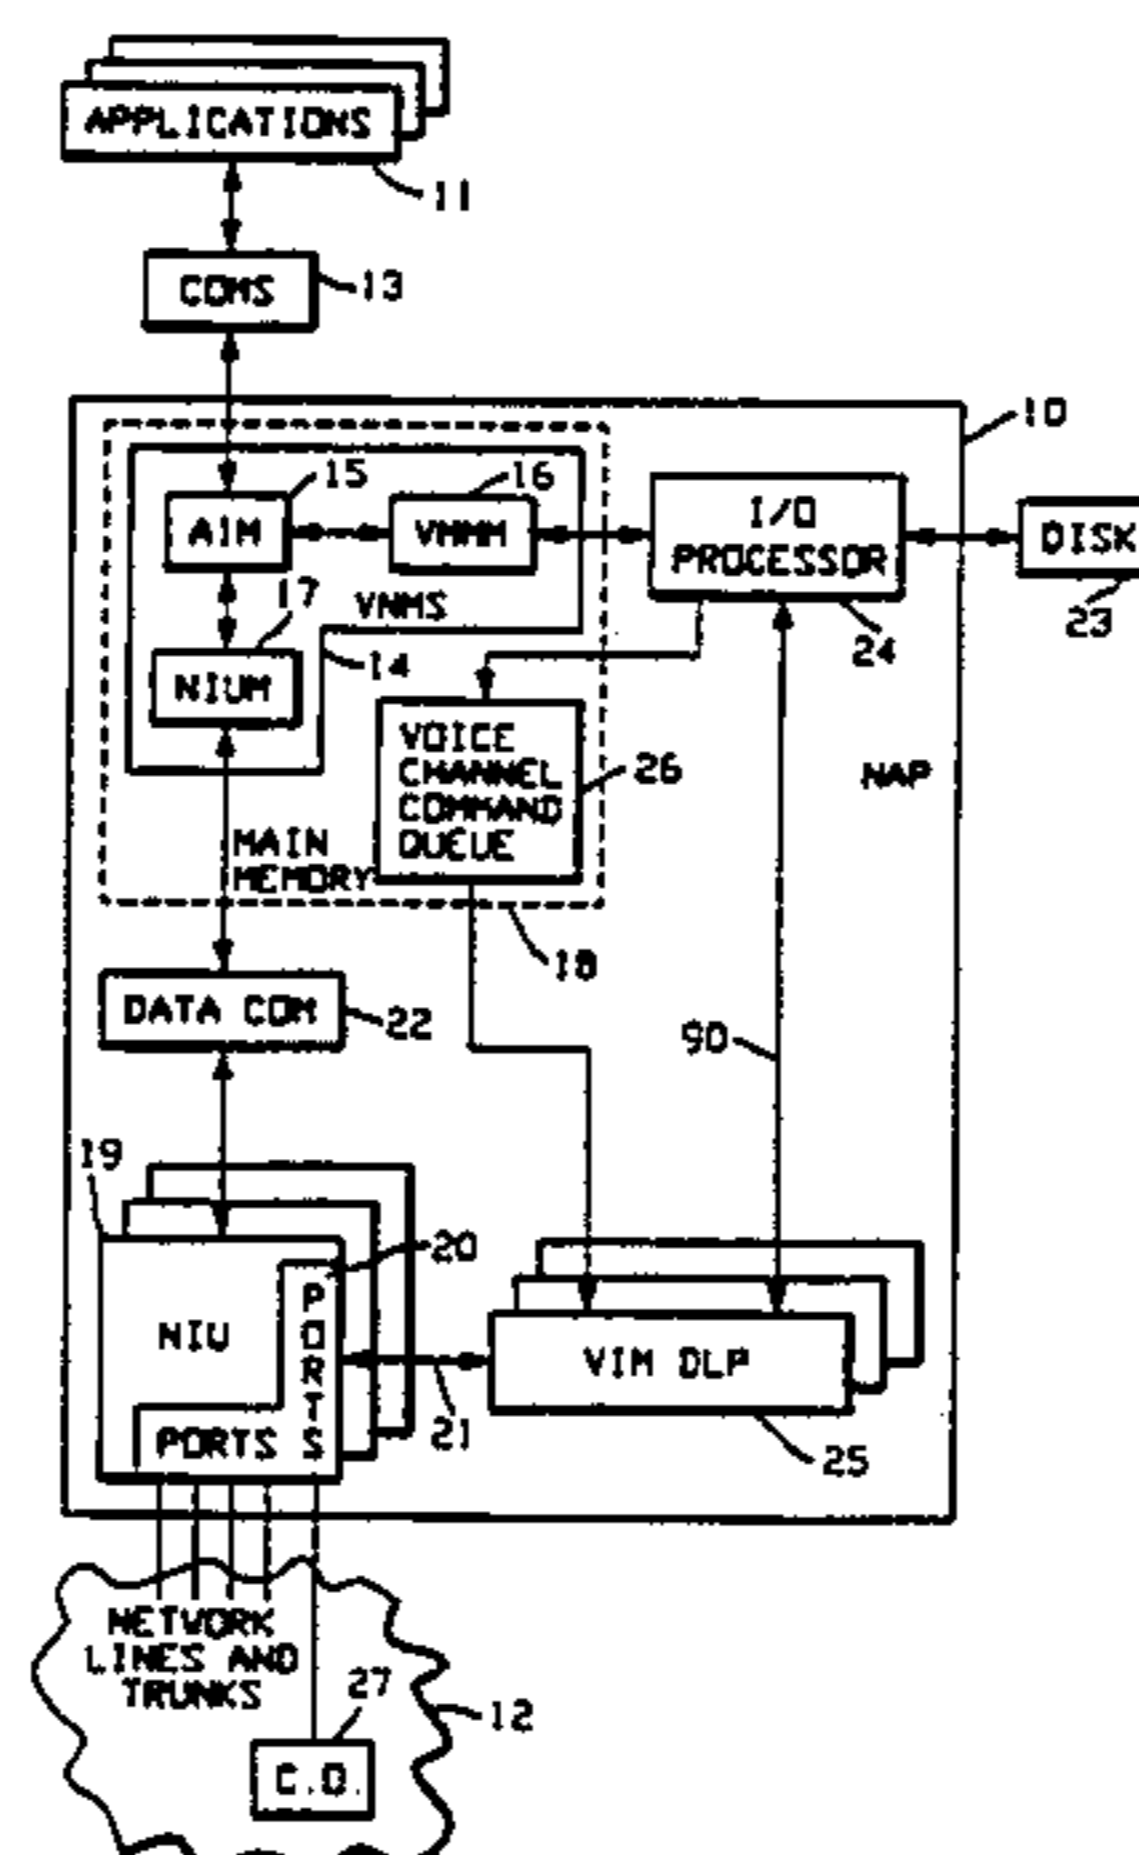 APPLICATIONS
11
COMS
13
10
15
16
AIM
VMMM
I/O
PROCESSOR
DISK
23
24
17
VNMS
14
NIUM
VOICE
CHANNEL
COMMAND
QUEUE
26
NAP
MAIN
MEMORY
18
DATA COM
22
90
19
20
NIU
PORTS
PORTS
VIM DLP
21
25
NETWORK
LINES AND
TRUNKS
27
12
C.O.